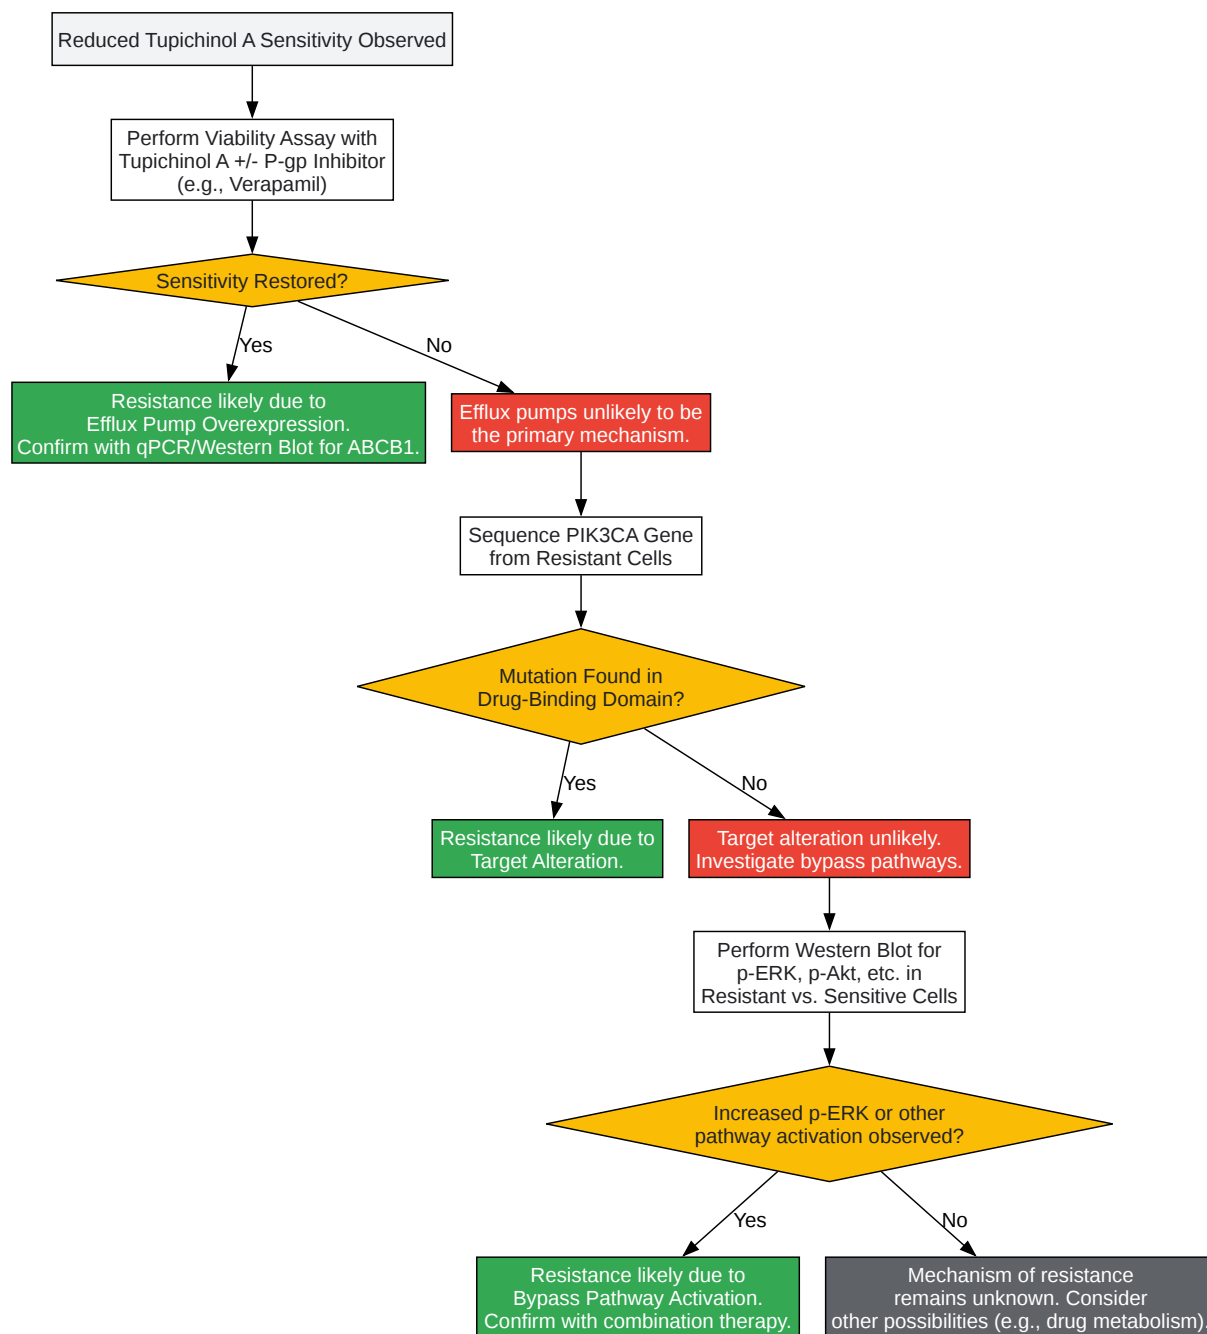 Reduced Tupichinol A Sensitivity Observed
Perform Viability Assay with
Tupichinol A +/- P-gp Inhibitor
(e.g., Verapamil)
Sensitivity Restored?
Yes
No
Resistance likely due to
Efflux Pump Overexpression.
Confirm with qPCR/Western Blot for ABCB1.
Efflux pumps unlikely to be
the primary mechanism.
Sequence PIK3CA Gene
from Resistant Cells
Mutation Found in
Drug-Binding Domain?
Yes
No
Resistance likely due to
Target Alteration.
Target alteration unlikely.
Investigate bypass pathways.
Perform Western Blot for
p-ERK, p-Akt, etc. in
Resistant vs. Sensitive Cells
Increased p-ERK or other
pathway activation observed?
Yes
No
Resistance likely due to
Bypass Pathway Activation.
Confirm with combination therapy.
Mechanism of resistance
remains unknown. Consider
other possibilities (e.g., drug metabolism).